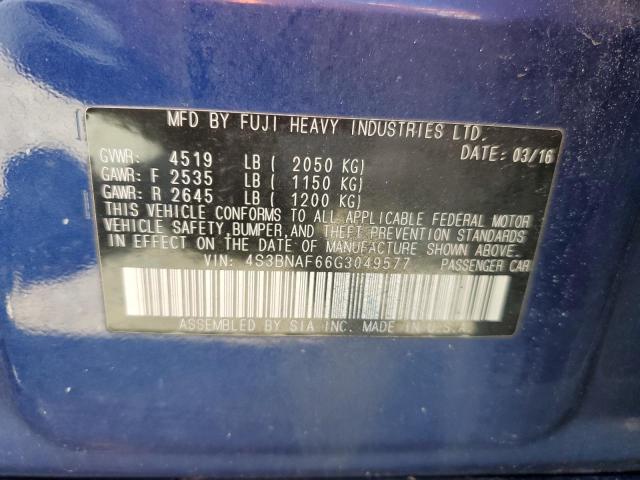 MFD BY FUJI HEAVY INDUSTRIES LTD.
DATE: 03/16
GVWR: 4519 LB ( 2050 KG)
GAWR: F 2535 LB ( 1150 KG)
GAWR: R 2645 LB ( 1200 KG)
THIS VEHICLE CONFORMS TO ALL APPLICABLE FEDERAL MOTOR
VEHICLE SAFETY,BUMPER,AND THEFT PREVENTION STANDARDS
IN EFFECT ON THE DATE OF MANUFACTURE SHOWN ABOVE.
VIN: 4S3BNAF66G3049577 PASSENGER CAR
ASSEMBLED BY SIA INC. MADE IN U.S.A.